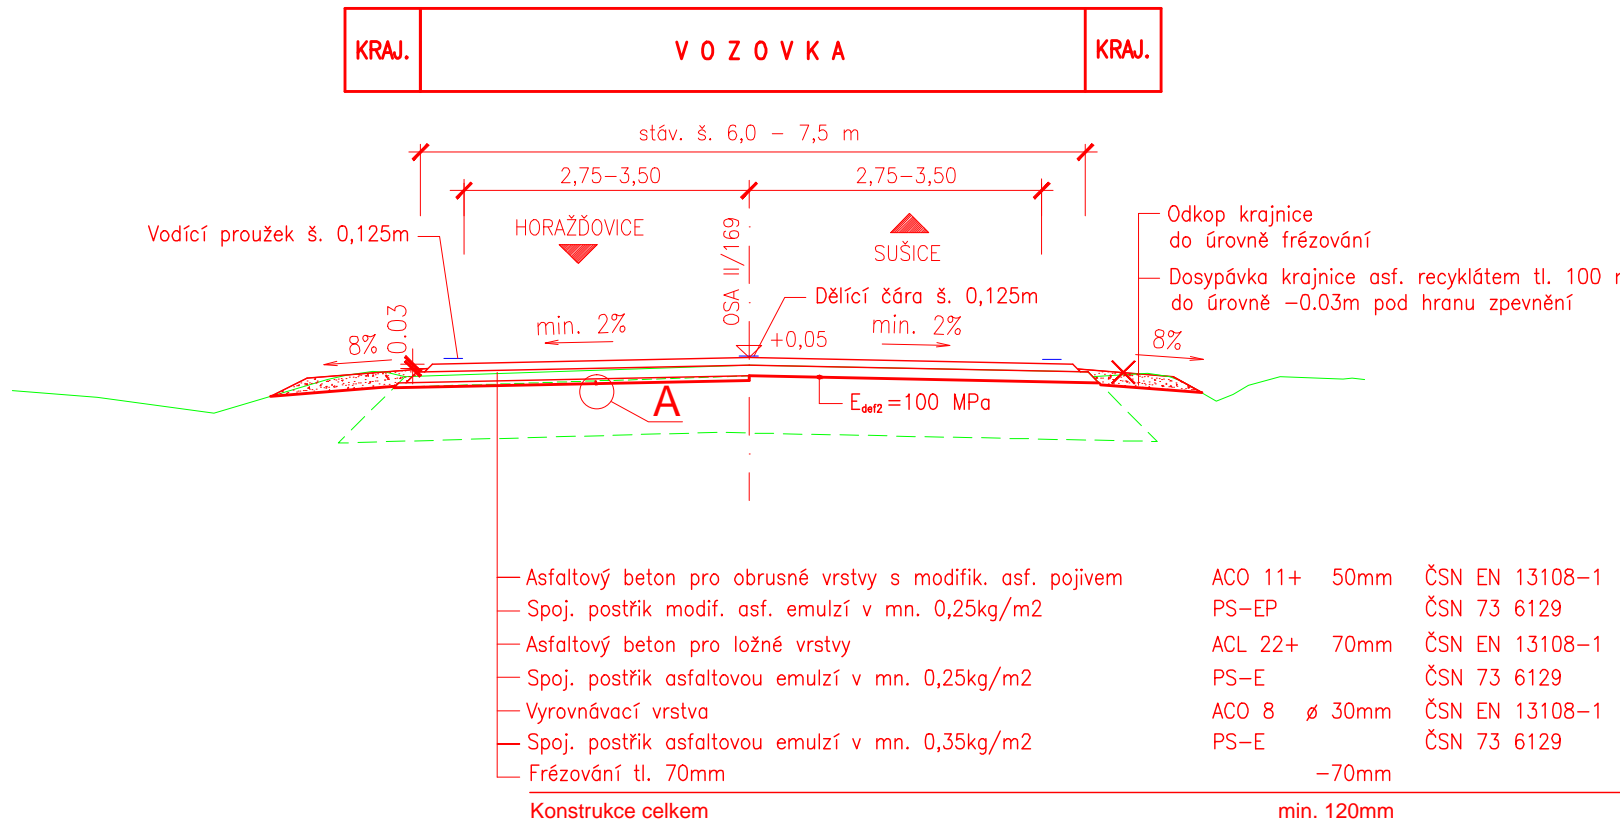 KRAJ. V O Z O V K A KRAJ.
stáv. š. 6,0 - 7,5 m
2,75-3,50 2,75-3,50
HORAŽĎOVICE
SUŠICE
OSA II/169
Vodící proužek š. 0,125m
Odkop krajnice
do úrovně frézování
Dosypávka krajnice asf. recyklátem tl. 100
do úrovně -0.03m pod hranu zpevnění
Dělící čára š. 0,125m
min. 2% min. 2%
+0,05
8% 0.03 8%
A
Edef2=100 MPa
Asfaltový beton pro obrusné vrstvy s modifik. asf. pojivem ACO 11+ 50mm ČSN EN 13108-1
Spoj. postřik modif. asf. emulzí v mn. 0,25kg/m2 PS-EP ČSN 73 6129
Asfaltový beton pro ložné vrstvy ACL 22+ 70mm ČSN EN 13108-1
Spoj. postřik asfaltovou emulzí v mn. 0,25kg/m2 PS-E ČSN 73 6129
Vyrovnávací vrstva ACO 8 ø 30mm ČSN EN 13108-1
Spoj. postřik asfaltovou emulzí v mn. 0,35kg/m2 PS-E ČSN 73 6129
Frézování tl. 70mm -70mm
Konstrukce celkem min. 120mm